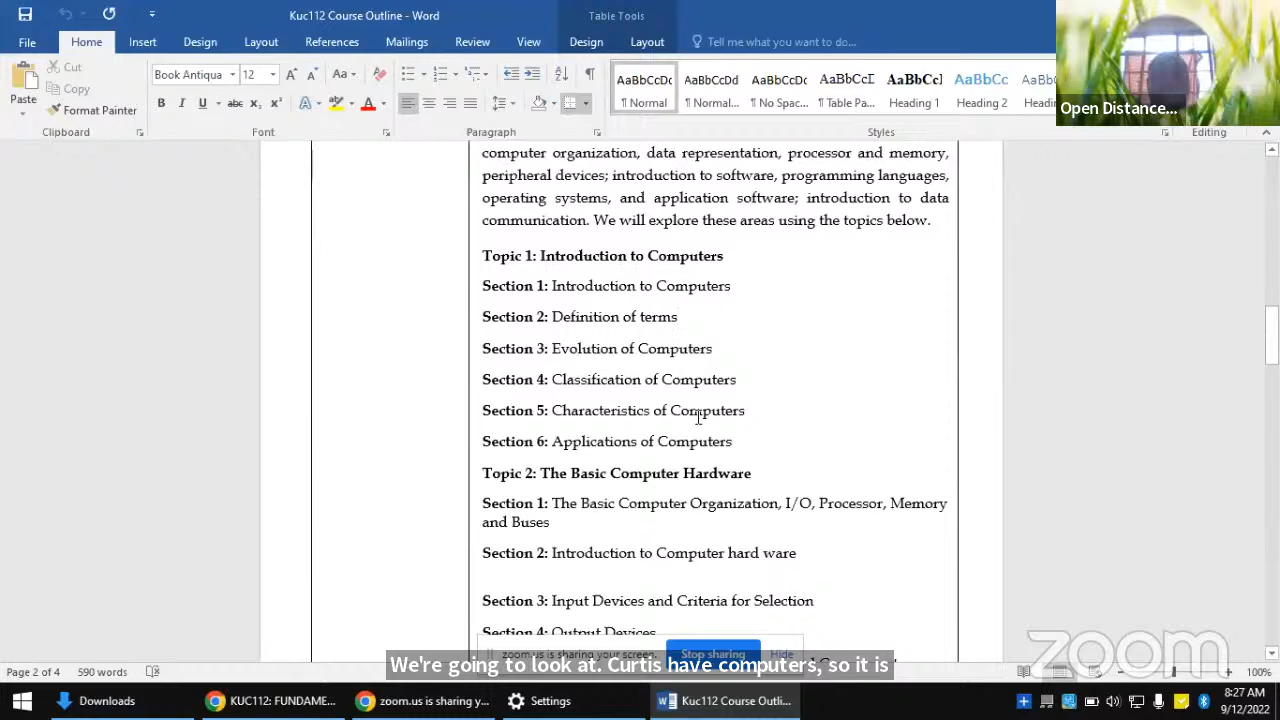 Kuc112 Course Outline - Word
Table Tools
File
Home
Insert
Design
Layout
References
Mailings
Review
View
Design
Layout
Tell me what you want to do...
Paste
Cut
Copy
Format Painter
Clipboard
Book Antiqua
12
Font
Paragraph
AaBbCcDc
¶ Normal
AaBbCcDd
¶ Normal...
AaBbCcDc
¶ No Spac...
AaBbCcI
¶ Table Pa...
AaBbCcI
Heading 1
AaBbCc
Heading 2
Styles
Editing
Open Distance...
computer organization, data representation, processor and memory,
peripheral devices; introduction to software, programming languages,
operating systems, and application software; introduction to data
communication. We will explore these areas using the topics below.
Topic 1: Introduction to Computers
Section 1: Introduction to Computers
Section 2: Definition of terms
Section 3: Evolution of Computers
Section 4: Classification of Computers
Section 5: Characteristics of Computers
Section 6: Applications of Computers
Topic 2: The Basic Computer Hardware
Section 1: The Basic Computer Organization, I/O, Processor, Memory
and Buses
Section 2: Introduction to Computer hard ware
Section 3: Input Devices and Criteria for Selection
Section 4: Output Devices
zoom.us is sharing your screen.
Stop sharing
Hide
We're going to look at. Curtis have computers, so it is
zoom
Page 2 of 4
590 words
100%
Downloads
KUC112: FUNDAME...
zoom.us is sharing y...
Settings
Kuc112 Course Outli...
8:27 AM
9/12/2022